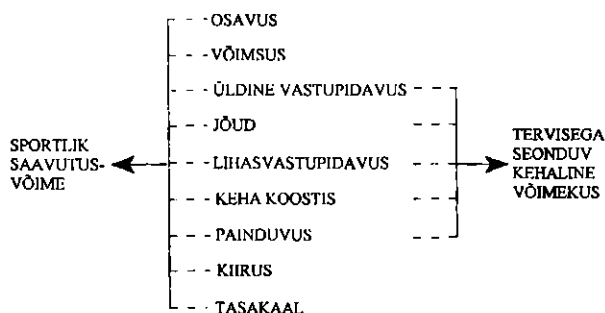 OSAVUS
VÕIMSUS
ÜLDINE VASTUPIDAVUS
JÕUD
LIHASVASTUPIDAVUS
KEHA KOOSTIS
PAINDUVUS
KIIRUS
TASAKAAL
SPORTLIK
SAAVUTUS-
VÕIME
TERVISEGA
SEONDUV
KEHALINE
VÕIMEKUS